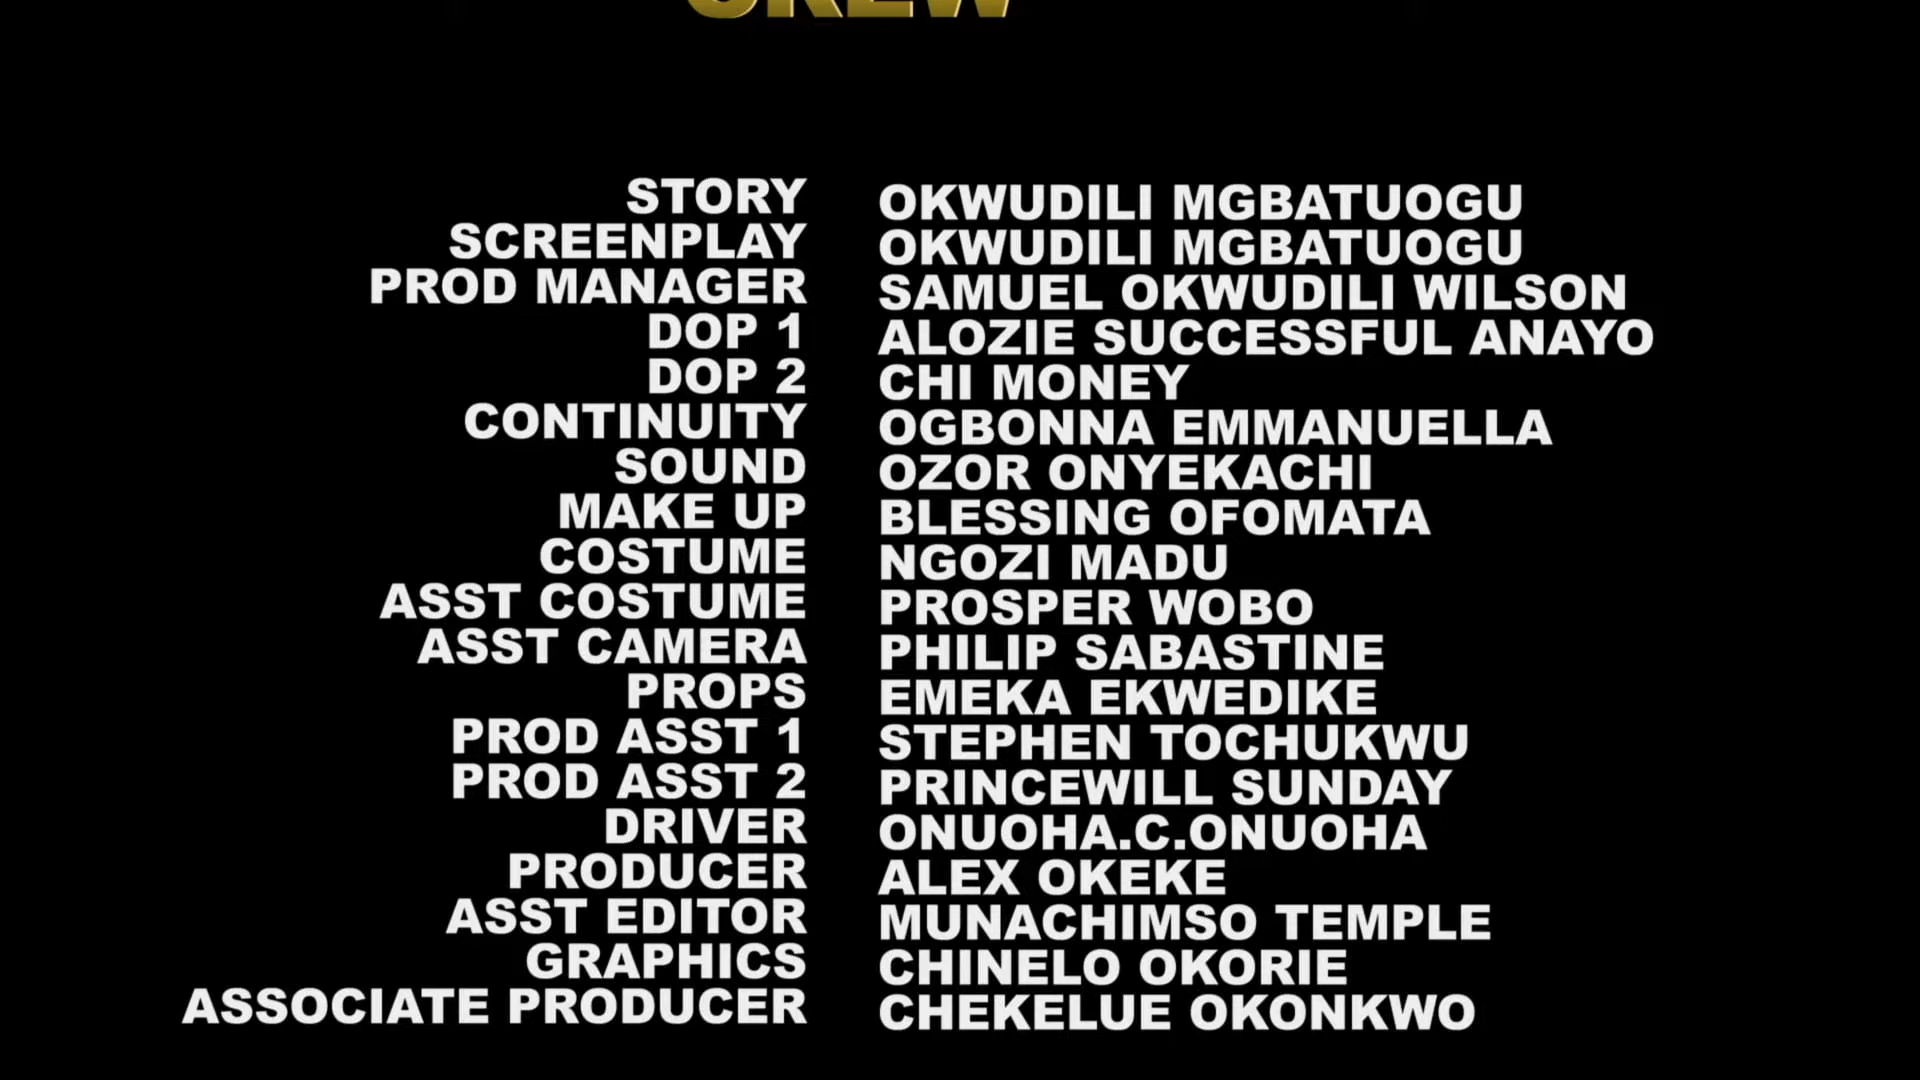 CREW
STORY OKWUDILI MGBATUOGU
SCREENPLAY OKWUDILI MGBATUOGU
PROD MANAGER SAMUEL OKWUDILI WILSON
DOP 1 ALOZIE SUCCESSFUL ANAYO
DOP 2 CHI MONEY
CONTINUITY OGBONNA EMMANUELLA
SOUND OZOR ONYEKACHI
MAKE UP BLESSING OFOMATA
COSTUME NGOZI MADU
ASST COSTUME PROSPER WOBO
ASST CAMERA PHILIP SABASTINE
PROPS EMEKA EKWEDIKE
PROD ASST 1 STEPHEN TOCHUKWU
PROD ASST 2 PRINCEWILL SUNDAY
DRIVER ONUOHA.C.ONUOHA
PRODUCER ALEX OKEKE
ASST EDITOR MUNACHIMSO TEMPLE
GRAPHICS CHINELO OKORIE
ASSOCIATE PRODUCER CHEKELUE OKONKWO